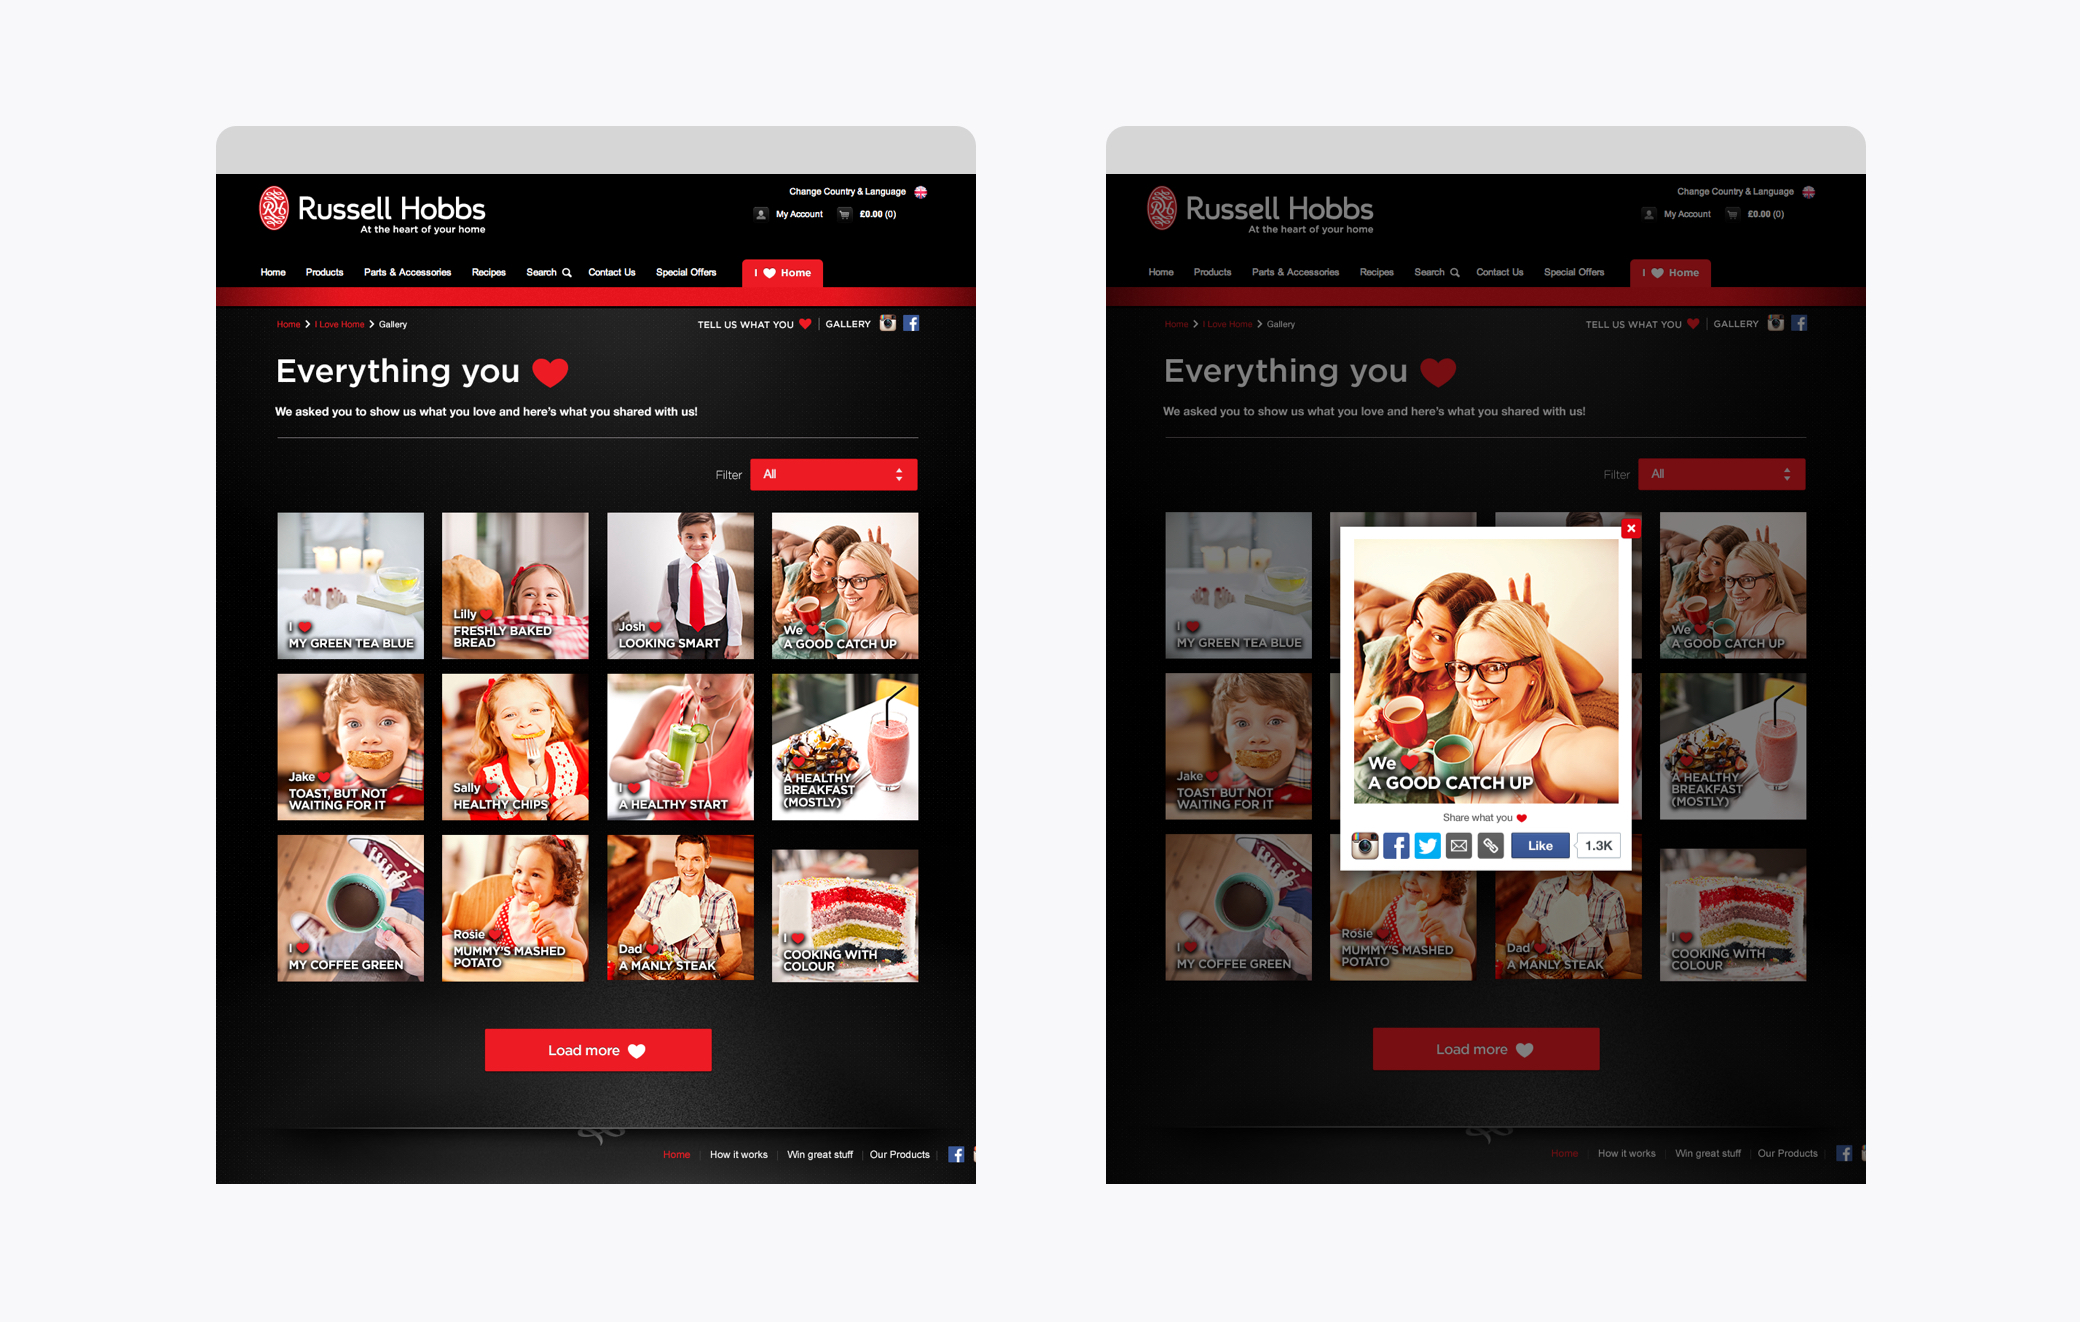 Russell Hobbs
At the heart of your home
Change Country & Language
My Account £0.00 (0)
Home Products Parts & Accessories Recipes Search Contact Us Special Offers I Home
Home I Love Home Gallery
TELL US WHAT YOU | GALLERY
Everything you
We asked you to show us what you love and here's what you shared with us!
Filter All
I
MY GREEN TEA BLUE
Lilly
FRESHLY BAKED
BREAD
Josh
LOOKING SMART
We
A GOOD CATCH UP
Jake
TOAST, BUT NOT
WAITING FOR IT
Sally
HEALTHY CHIPS
I
A HEALTHY START
I
A HEALTHY
BREAKFAST
(MOSTLY)
I
MY COFFEE GREEN
Rosie
MUMMY'S MASHED
POTATO
Dad
A MANLY STEAK
I
COOKING WITH
COLOUR
Load more
Home | How it works | Win great stuff | Our Products |
Russell Hobbs
At the heart of your home
Change Country & Language
My Account £0.00 (0)
Home Products Parts & Accessories Recipes Search Contact Us Special Offers I Home
Home I Love Home Gallery
TELL US WHAT YOU | GALLERY
Everything you
We asked you to show us what you love and here's what you shared with us!
Filter All
I
MY GREEN TEA BLUE
We
A GOOD CATCH UP
Jake
TOAST, BUT NOT
WAITING FOR IT
I
A HEALTHY
BREAKFAST
(MOSTLY)
We
A GOOD CATCH UP
Share what you
Like 1.3K
I
MY COFFEE GREEN
Rosie
MUMMY'S MASHED
POTATO
Dad
A MANLY STEAK
I
COOKING WITH
COLOUR
Load more
Home | How it works | Win great stuff | Our Products |